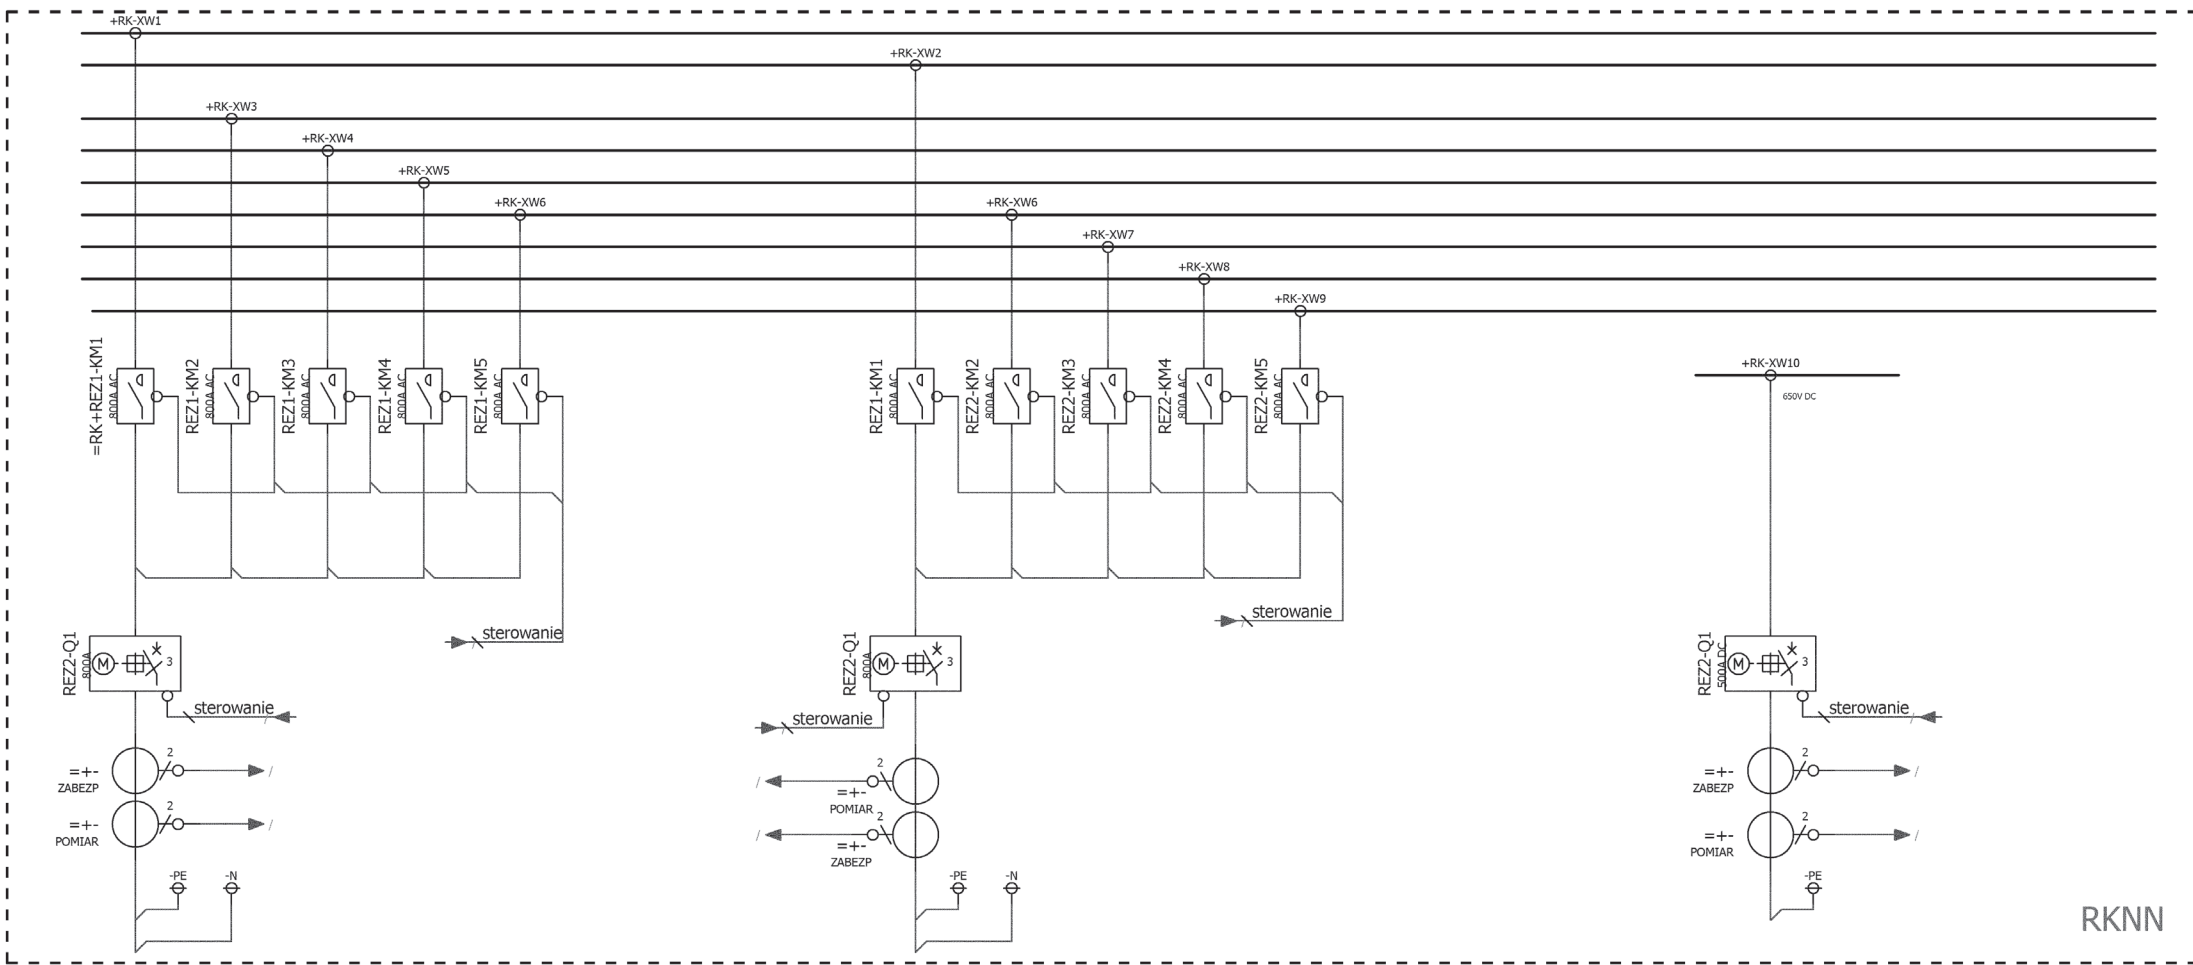 +RK-XW1
+RK-XW2
+RK-XW3
+RK-XW4
+RK-XW5
+RK-XW6
+RK-XW6
+RK-XW7
+RK-XW8
+RK-XW9
=RK+REZ1-KM1
800A AC
REZ1-KM2
800A AC
REZ1-KM3
800A AC
REZ1-KM4
800A AC
REZ1-KM5
800A AC
REZ1-KM1
800A AC
REZ2-KM2
800A AC
REZ2-KM3
800A AC
REZ2-KM4
800A AC
REZ2-KM5
800A AC
+RK-XW10
650V DC
sterowanie
sterowanie
REZ2-Q1
800A
M
3
sterowanie
REZ2-Q1
800A
M
3
sterowanie
REZ2-Q1
500A DC
M
3
sterowanie
2
=+-
ZABEZP
/
2
=+-
POMIAR
/
2
=+-
POMIAR
/
2
=+-
ZABEZP
/
2
=+-
ZABEZP
/
2
=+-
POMIAR
/
-PE
-N
-PE
-N
-PE
RKNN